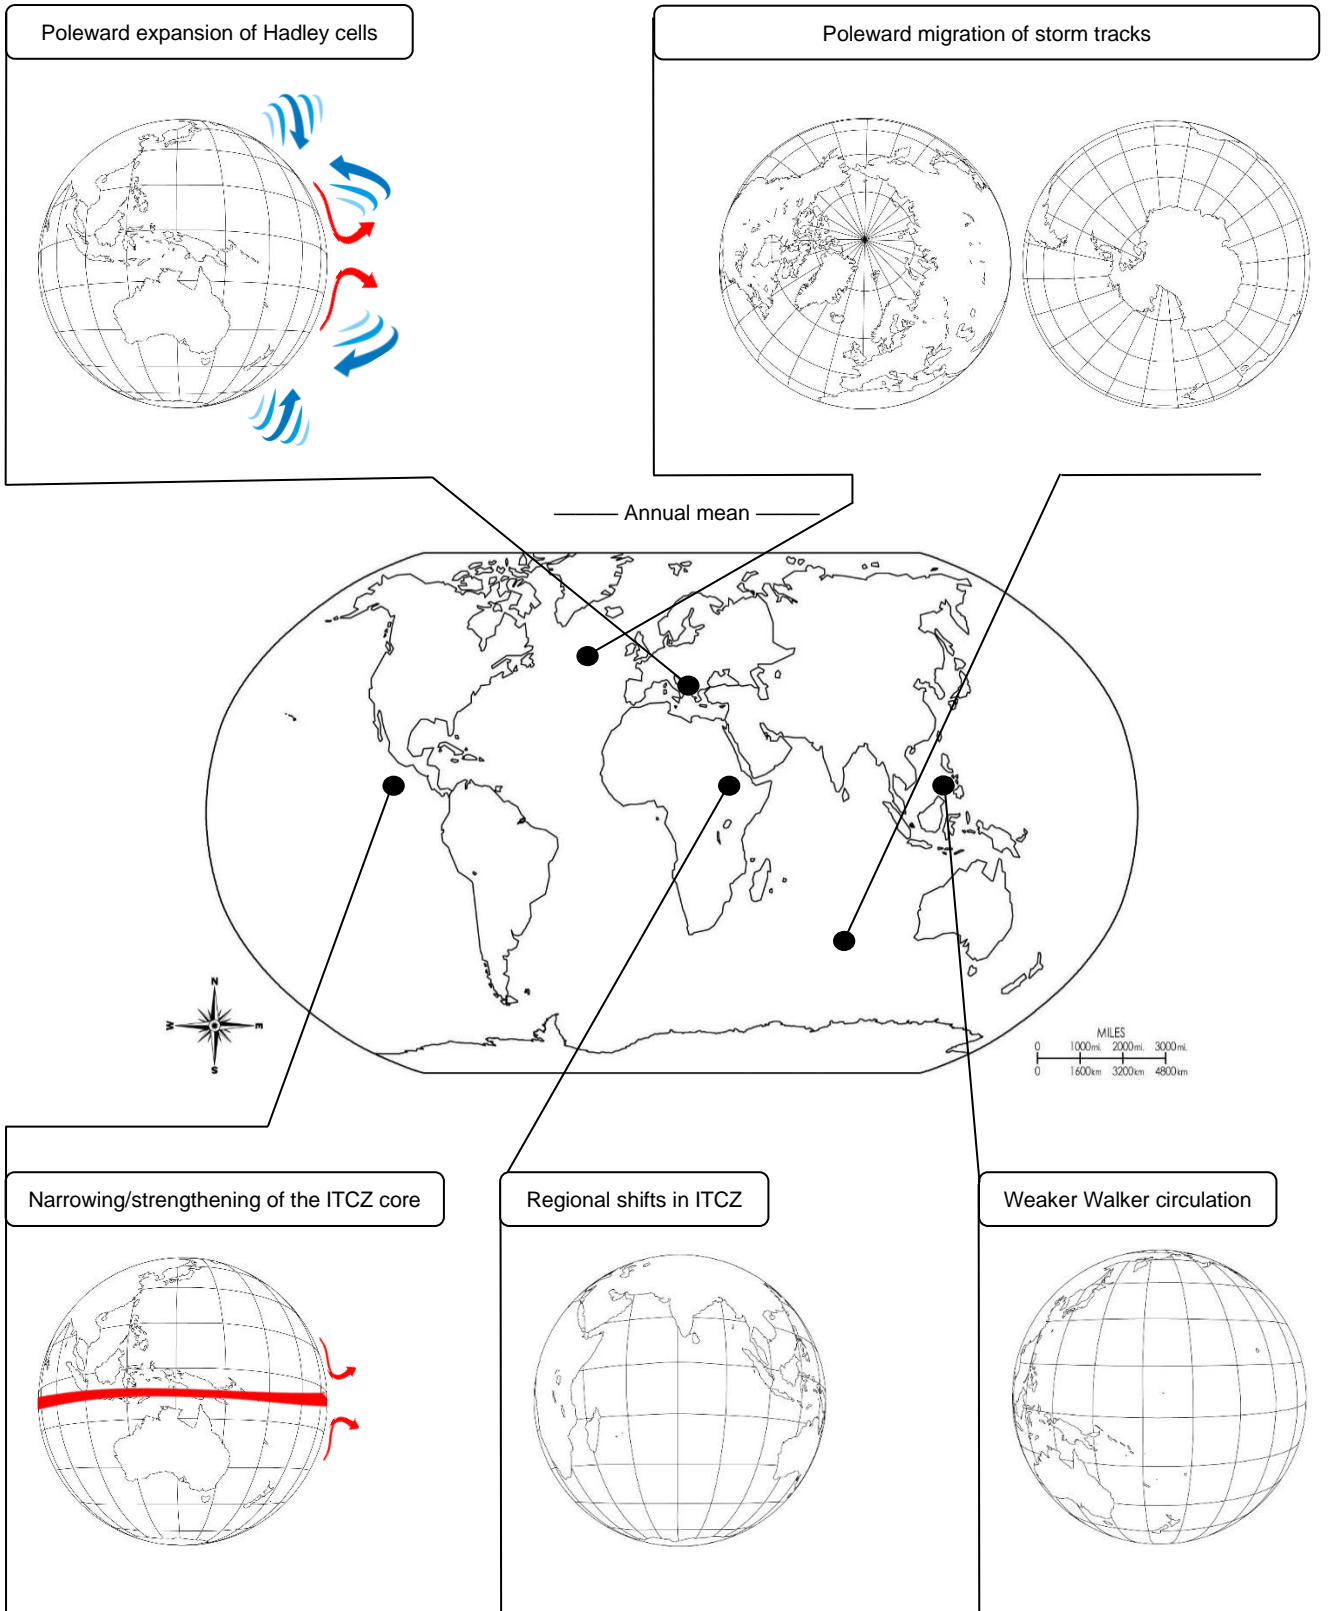 Poleward expansion of Hadley cells
Poleward migration of storm tracks
Annual mean
N
W
E
S
MILES
0 1000mi. 2000mi. 3000mi.
0 1600km 3200km 4800km
Narrowing/strengthening of the ITCZ core
Regional shifts in ITCZ
Weaker Walker circulation